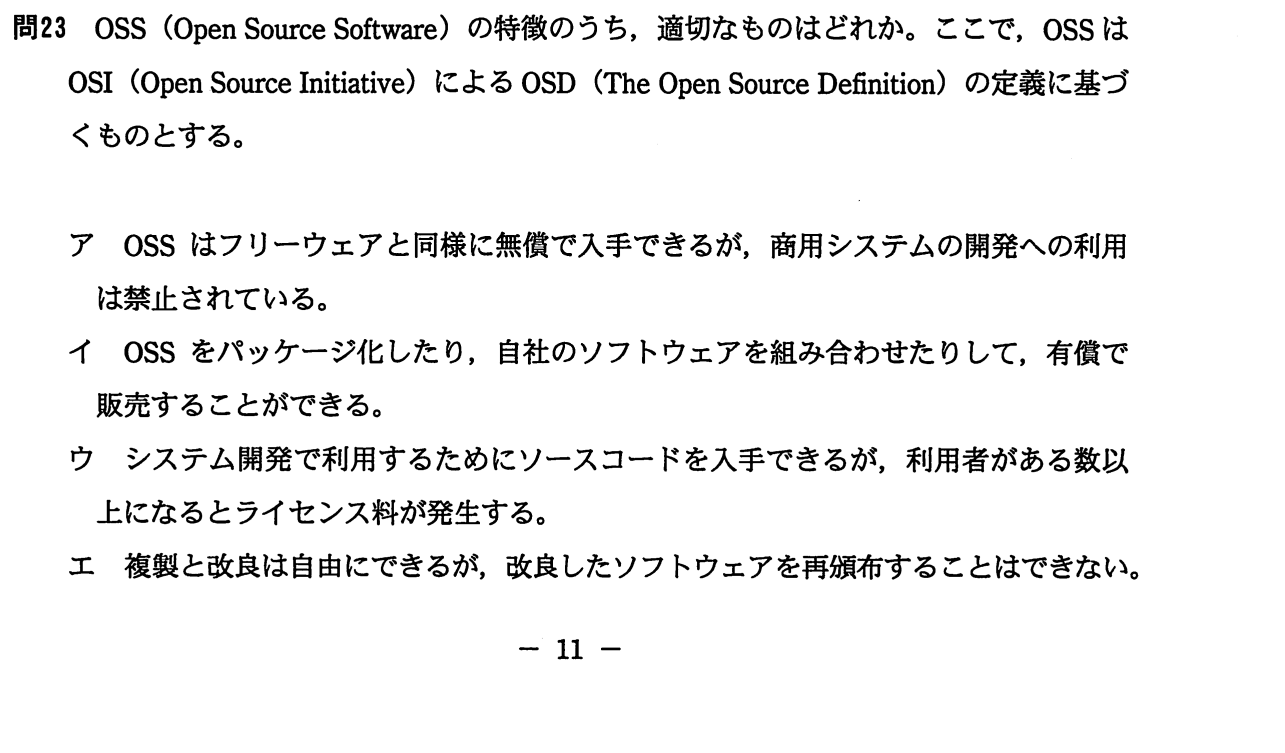 問23　OSS（Open Source Software）の特徴のうち，適切なものはどれか。ここで，OSSは
OSI（Open Source Initiative）によるOSD（The Open Source Definition）の定義に基づ
くものとする。
ア　OSS はフリーウェアと同様に無償で入手できるが，商用システムの開発への利用
は禁止されている。
イ　OSS をパッケージ化したり，自社のソフトウェアを組み合わせたりして，有償で
販売することができる。
ウ　システム開発で利用するためにソースコードを入手できるが，利用者がある数以
上になるとライセンス料が発生する。
エ　複製と改良は自由にできるが，改良したソフトウェアを再頒布することはできない。
－ 11 －